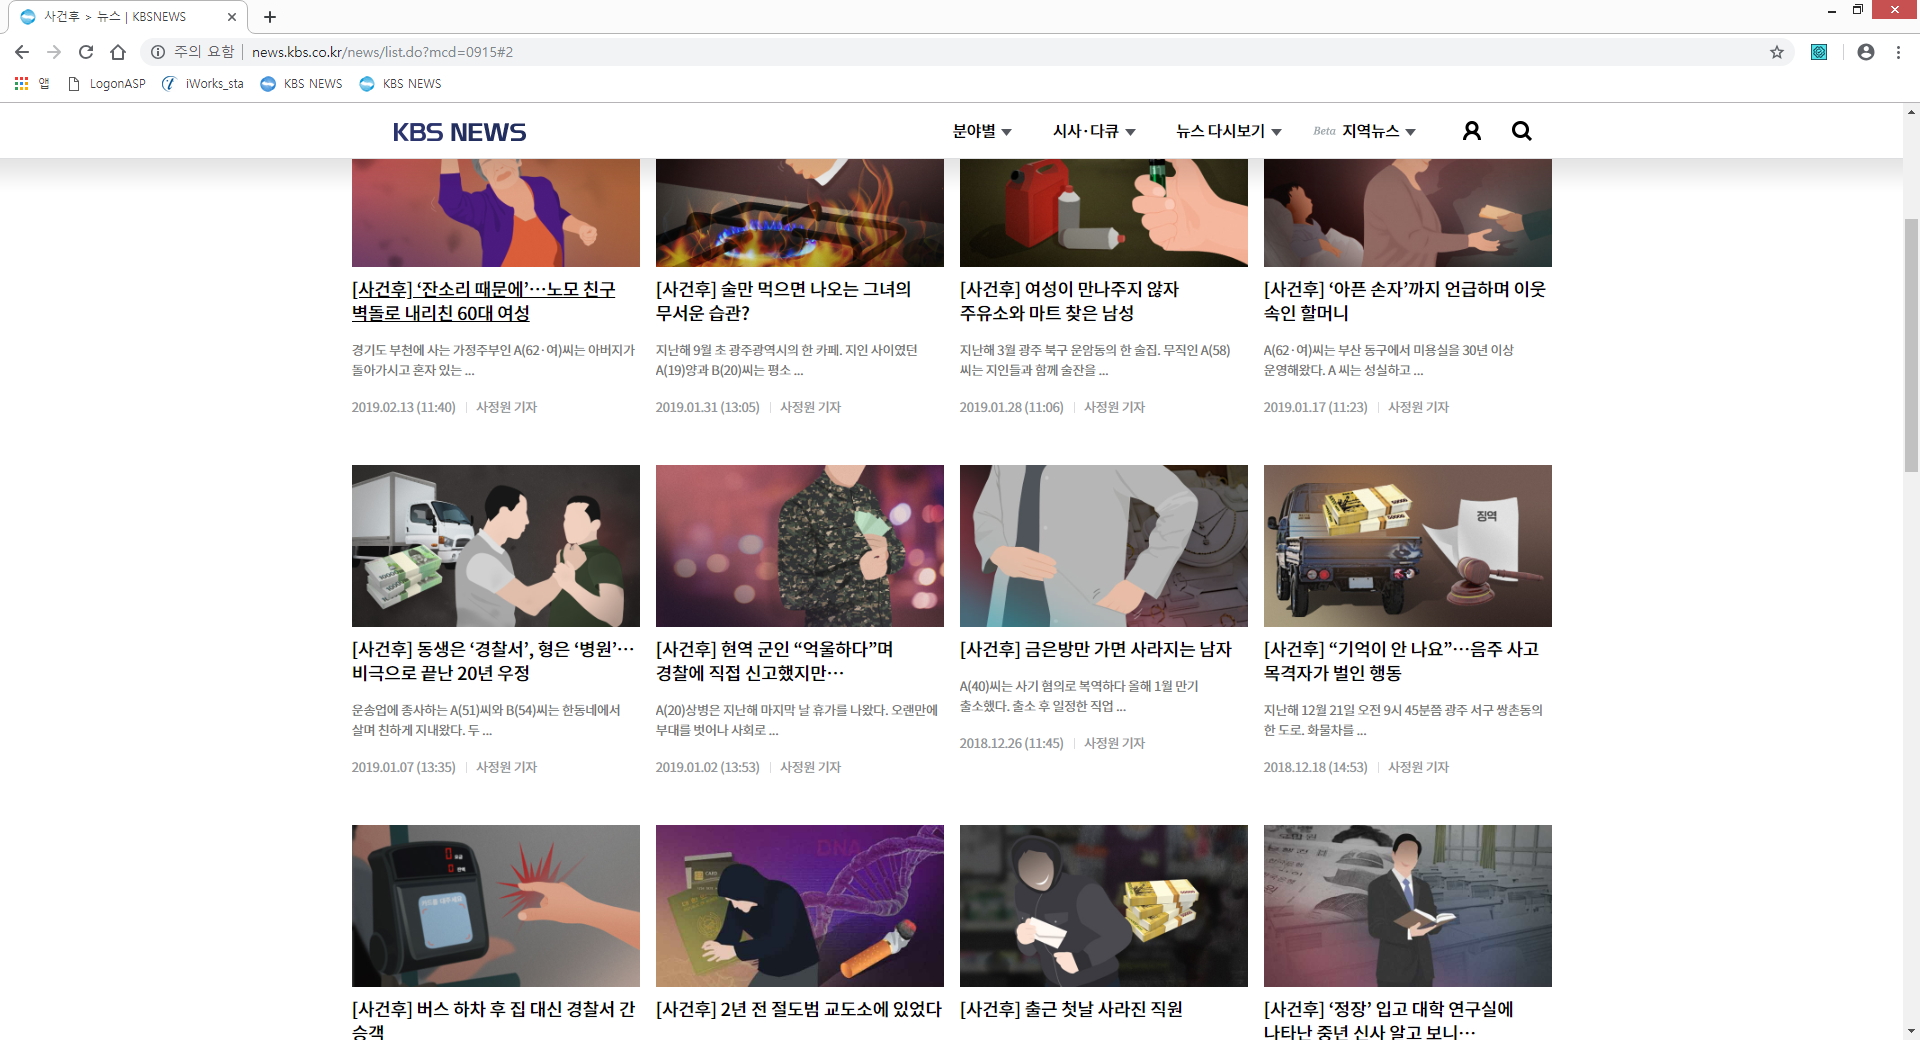 사건후 > 뉴스 | KBSNEWS
주의 요함 | news.kbs.co.kr/news/list.do?mcd=0915#2
앱 LogonASP iWorks_sta KBS NEWS KBS NEWS
KBS NEWS 분야별 시사·다큐 뉴스 다시보기 Beta 지역뉴스
[사건후] ‘잔소리 때문에’…노모 친구
벽돌로 내리친 60대 여성
경기도 부천에 사는 가정주부인 A(62·여)씨는 아버지가
돌아가시고 혼자 있는 ...
2019.02.13 (11:40) | 사정원 기자
[사건후] 술만 먹으면 나오는 그녀의
무서운 습관?
지난해 9월 초 광주광역시의 한 카페. 지인 사이였던
A(19)양과 B(20)씨는 평소 ...
2019.01.31 (13:05) | 사정원 기자
[사건후] 여성이 만나주지 않자
주유소와 마트 찾은 남성
지난해 3월 광주 북구 운암동의 한 술집. 무직인 A(58)
씨는 지인들과 함께 술잔을 ...
2019.01.28 (11:06) | 사정원 기자
[사건후] ‘아픈 손자’까지 언급하며 이웃
속인 할머니
A(62·여)씨는 부산 동구에서 미용실을 30년 이상
운영해왔다. A 씨는 성실하고 ...
2019.01.17 (11:23) | 사정원 기자
[사건후] 동생은 ‘경찰서’, 형은 ‘병원’…
비극으로 끝난 20년 우정
운송업에 종사하는 A(51)씨와 B(54)씨는 한동네에서
살며 친하게 지내왔다. 두 ...
2019.01.07 (13:35) | 사정원 기자
[사건후] 현역 군인 “억울하다”며
경찰에 직접 신고했지만…
A(20)상병은 지난해 마지막 날 휴가를 나왔다. 오랜만에
부대를 벗어나 사회로 ...
2019.01.02 (13:53) | 사정원 기자
[사건후] 금은방만 가면 사라지는 남자
A(40)씨는 사기 혐의로 복역하다 올해 1월 만기
출소했다. 출소 후 일정한 직업 ...
2018.12.26 (11:45) | 사정원 기자
징역
[사건후] “기억이 안 나요”…음주 사고
목격자가 벌인 행동
지난해 12월 21일 오전 9시 45분쯤 광주 서구 쌍촌동의
한 도로. 화물차를 ...
2018.12.18 (14:53) | 사정원 기자
카드를 대주세요
[사건후] 버스 하차 후 집 대신 경찰서 간
승객
DNA
[사건후] 2년 전 절도범 교도소에 있었다
[사건후] 출근 첫날 사라진 직원
[사건후] ‘정장’ 입고 대학 연구실에
나타난 중년 신사 알고 보니…